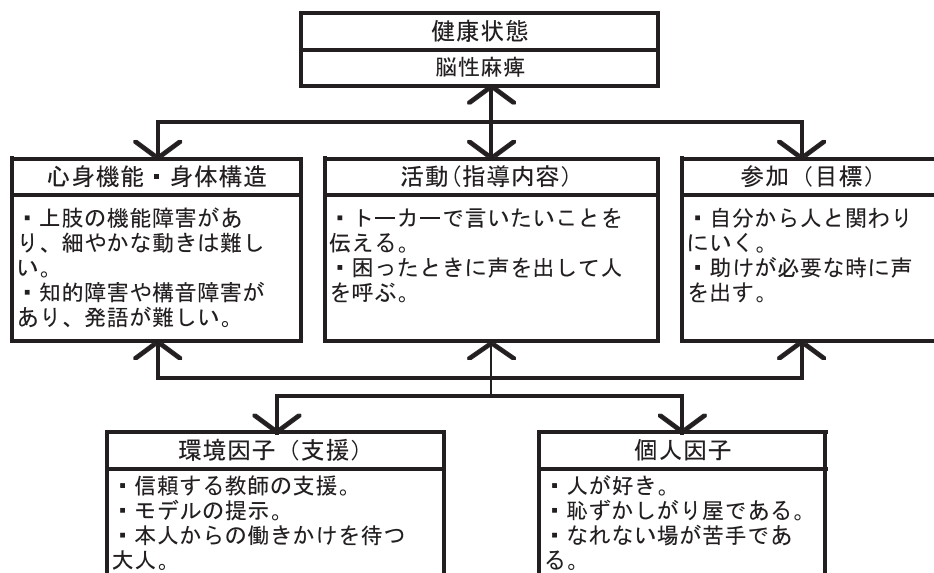 健康状態
脳性麻痺
心身機能・身体構造
・上肢の機能障害があ
り、細やかな動きは難し
い。
・知的障害や構音障害が
あり、発語が難しい。
活動(指導内容)
・トーカーで言いたいことを
伝える。
・困ったときに声を出して人
を呼ぶ。
参加（目標）
・自分から人と関わり
にいく。
・助けが必要な時に声
を出す。
環境因子（支援）
・信頼する教師の支援。
・モデルの提示。
・本人からの働きかけを待つ
大人。
個人因子
・人が好き。
・恥ずかしがり屋である。
・なれない場が苦手であ
る。